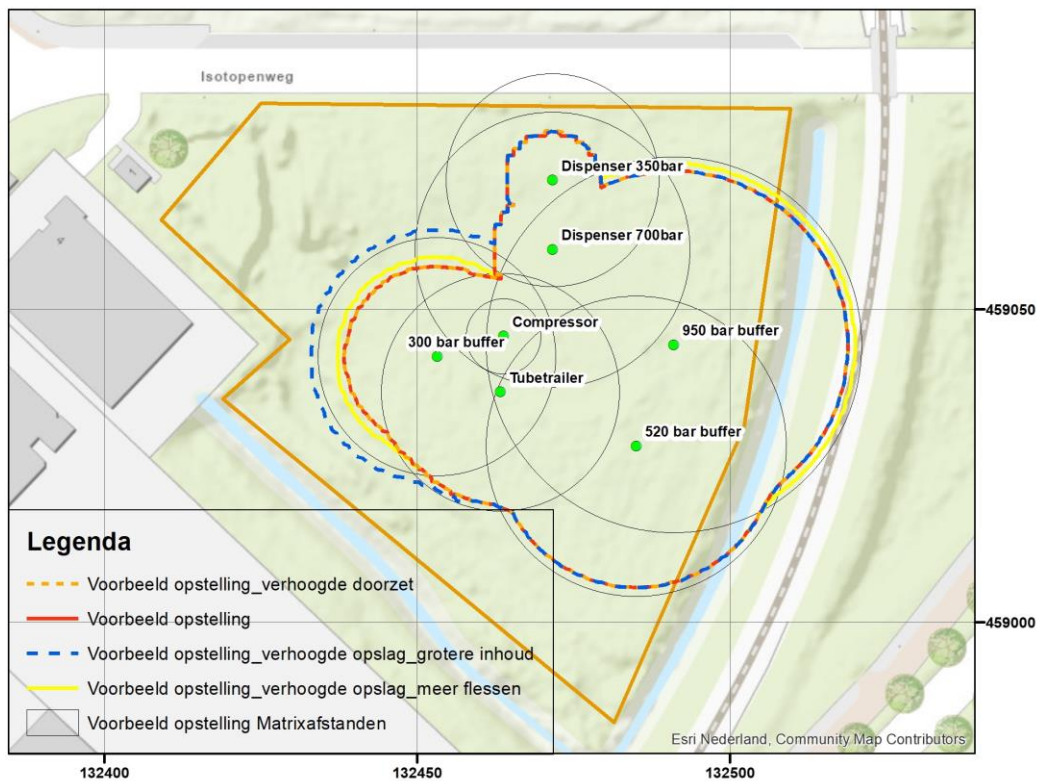 Isotopenweg
1
4
Dispenser 350bar
Dispenser 700bar
Compressor
300 bar buffer
950 bar buffer
Tubetrailer
520 bar buffer
459050
459000
Legenda
Voorbeeld opstelling_verhoogde doorzet
Voorbeeld opstelling
Voorbeeld opstelling_verhoogde opslag_grotere inhoud
Voorbeeld opstelling_verhoogde opslag_meer flessen
Voorbeeld opstelling Matrixafstanden
Esri Nederland, Community Map Contributors
132400
132450
132500